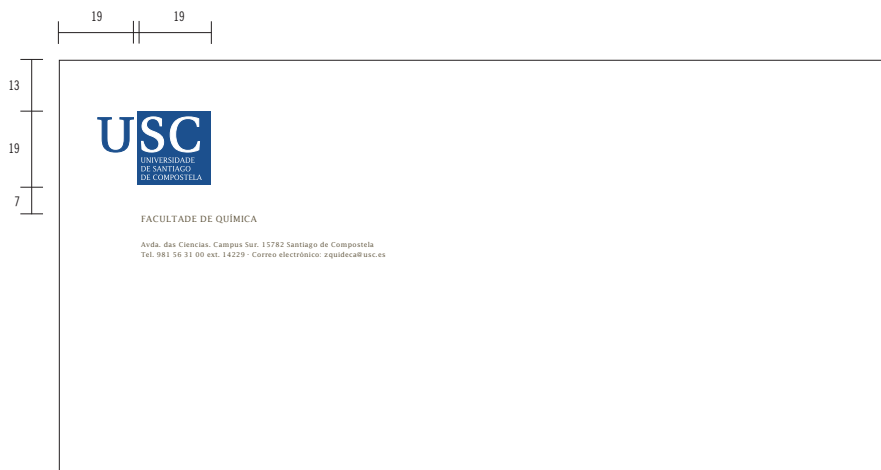 19 19
13
19
7
USC
UNIVERSIDADE
DE SANTIAGO
DE COMPOSTELA
FACULTADE DE QUÍMICA
Avda. das Ciencias. Campus Sur. 15782 Santiago de Compostela
Tel. 981 56 31 00 ext. 14229 - Correo electrónico: zquideca@usc.es